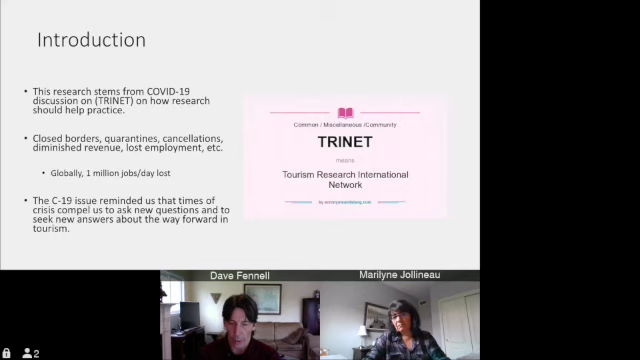 Introduction
• This research stems from COVID-19
discussion on (TRINET) on how research
should help practice.
• Closed borders, quarantines, cancellations,
diminished revenue, lost employment, etc.
• Globally, 1 million jobs/day lost
• The C-19 issue reminded us that times of
crisis compel us to ask new questions and to
seek new answers about the way forward in
tourism.
Common / Miscellaneous /Community
TRINET
means
Tourism Research International
Network
Dave Fennell
Marilyne Jollineau
2